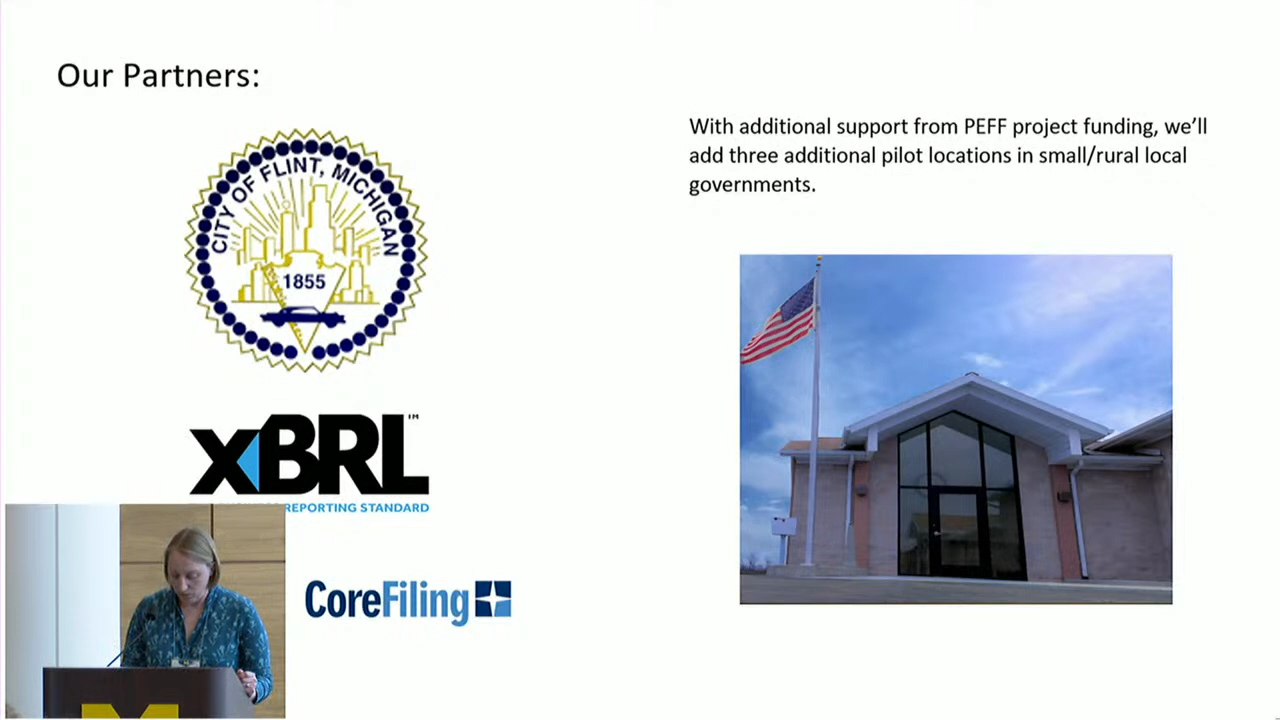 Our Partners:
CITY OF FLINT, MICHIGAN
1855
xBRL™
REPORTING STANDARD
CoreFiling
With additional support from PEFF project funding, we’ll
add three additional pilot locations in small/rural local
governments.
M